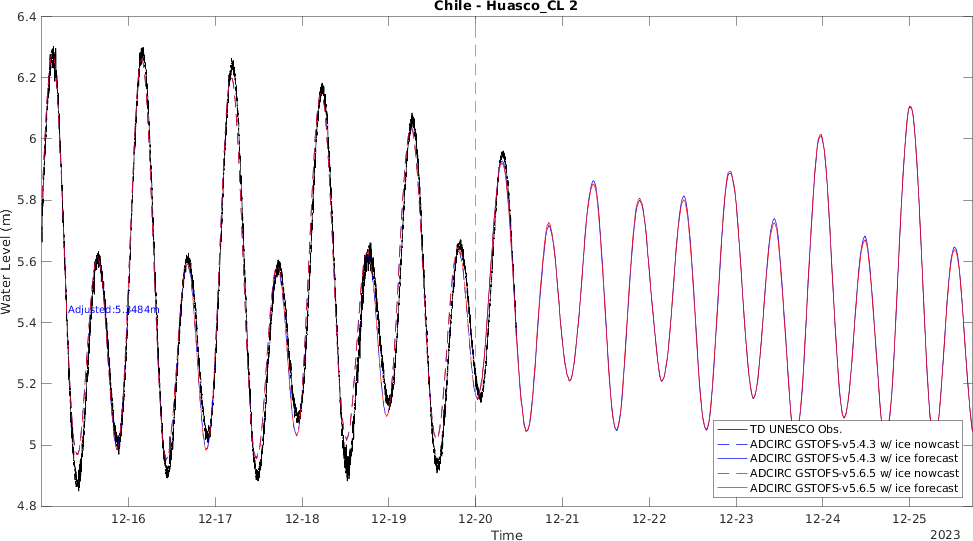 Chile - Huasco_CL 2
6.4
6.2
6
5.8
5.6
5.4
5.2
5
4.8
Water Level (m)
Adjusted:5.3484m
TD UNESCO Obs.
ADCIRC GSTOFS-v5.4.3 w/ ice nowcast
ADCIRC GSTOFS-v5.4.3 w/ ice forecast
ADCIRC GSTOFS-v5.6.5 w/ ice nowcast
ADCIRC GSTOFS-v5.6.5 w/ ice forecast
12-16 12-17 12-18 12-19 12-20 12-21 12-22 12-23 12-24 12-25
Time
2023